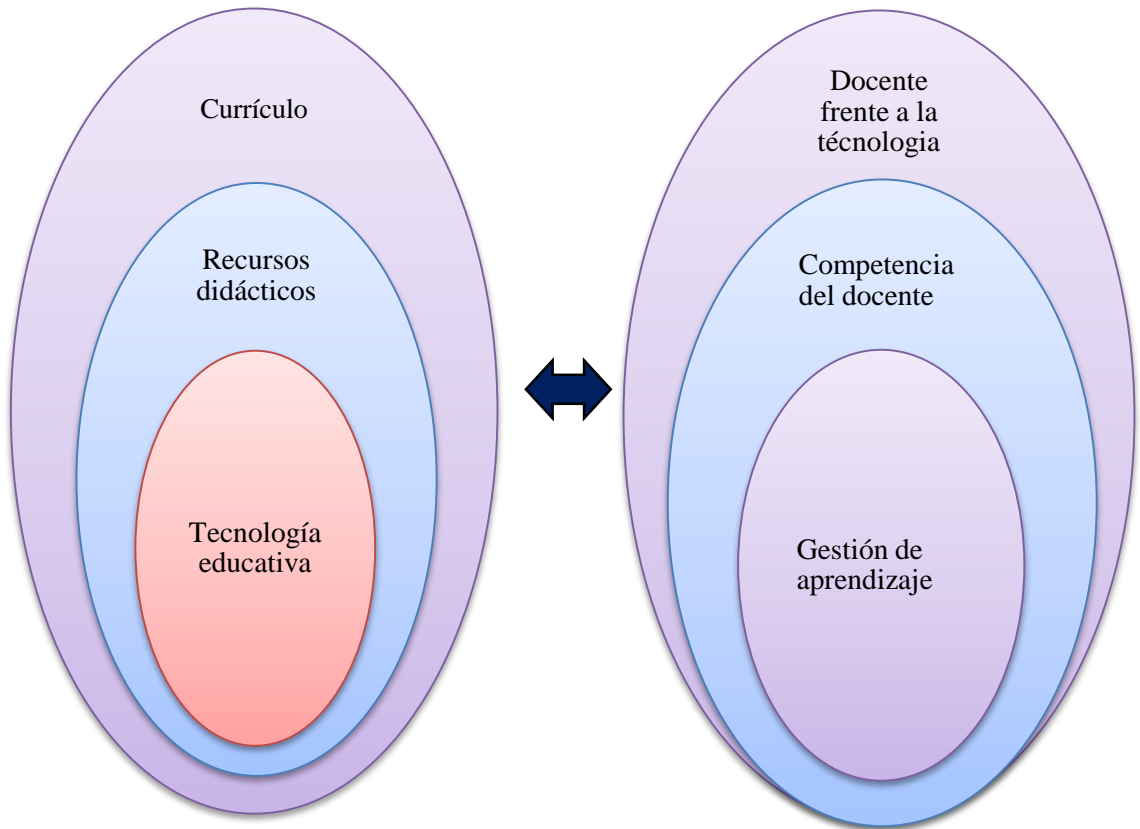 Currículo
Recursos
didácticos
Tecnología
educativa
Docente
frente a la
técnologia
Competencia
del docente
Gestión de
aprendizaje